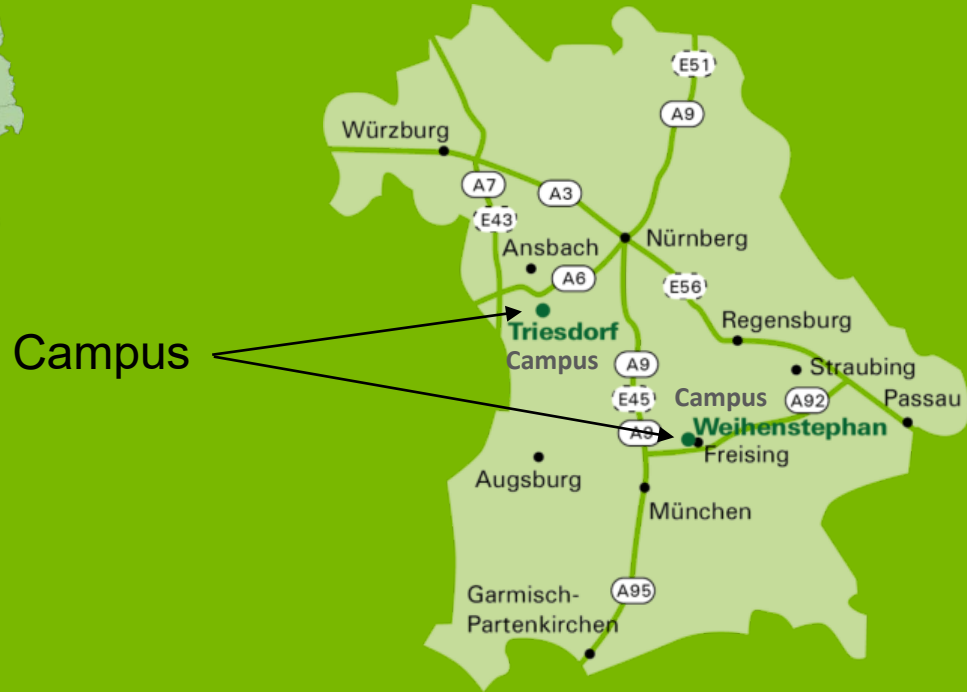 E51
A9
Würzburg
A7
A3
E43
Ansbach
Nürnberg
A6
E56
Triesdorf
Campus
Regensburg
Campus
A9
Straubing
E45
Campus
A92
Passau
A9
Weihenstephan
Freising
Augsburg
München
A95
Garmisch-
Partenkirchen